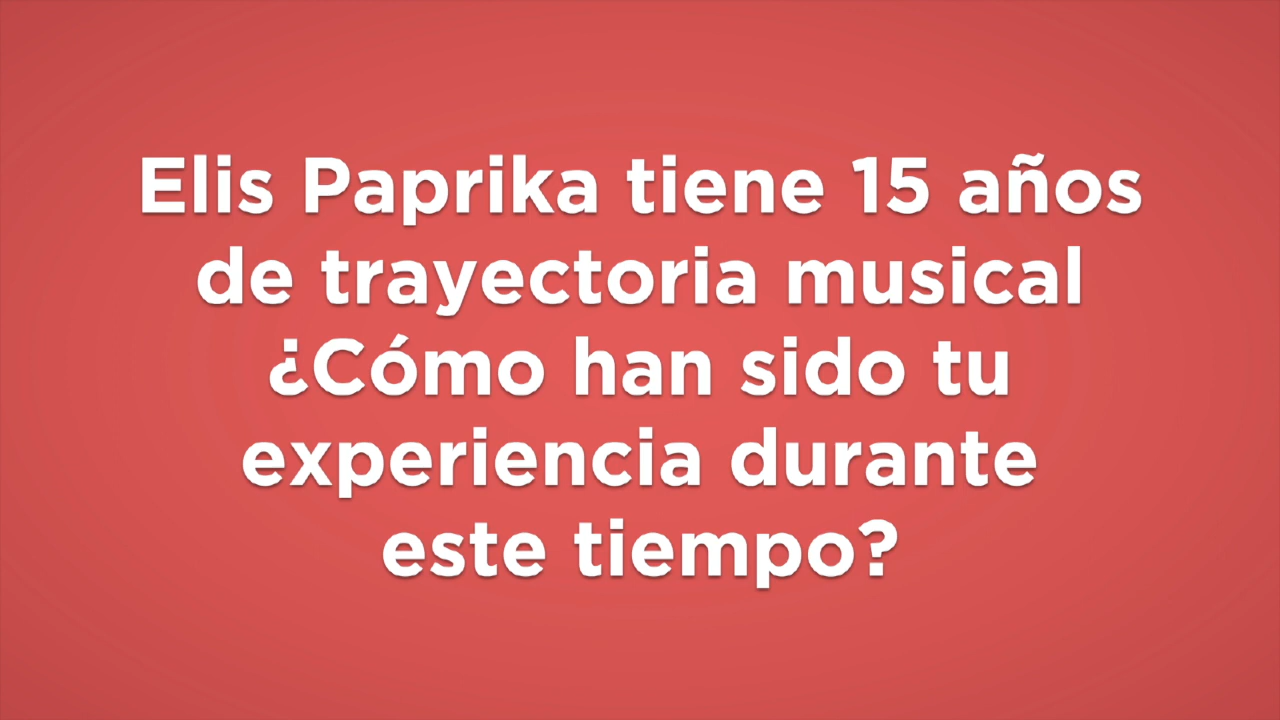 Elis Paprika tiene 15 años
de trayectoria musical
¿Cómo han sido tu
experiencia durante
este tiempo?